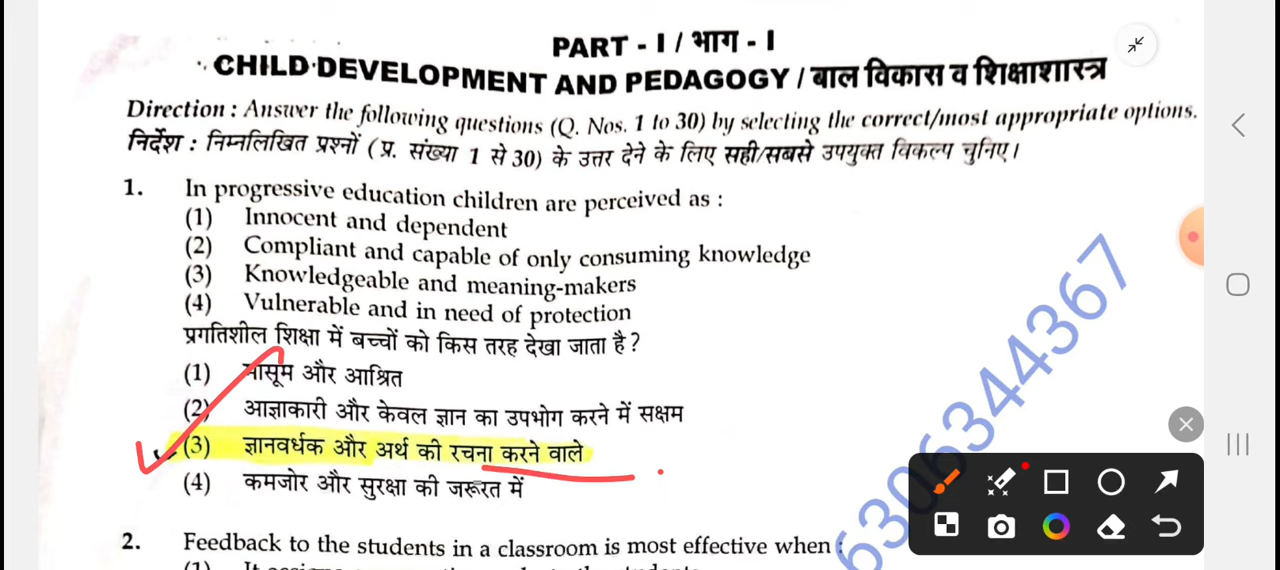 PART - I / भाग - I
CHILD DEVELOPMENT AND PEDAGOGY / बाल विकास व शिक्षाशास्त्र
Direction : Answer the following questions (Q. Nos. 1 to 30) by selecting the correct/most appropriate options.
निर्देश : निम्नलिखित प्रश्नों (प्र. संख्या 1 से 30) के उत्तर देने के लिए सही/सबसे उपयुक्त विकल्प चुनिए।
1. In progressive education children are perceived as :
(1) Innocent and dependent
(2) Compliant and capable of only consuming knowledge
(3) Knowledgeable and meaning-makers
(4) Vulnerable and in need of protection
प्रगतिशील शिक्षा में बच्चों को किस तरह देखा जाता है?
(1) मासूम और आश्रित
(2) आज्ञाकारी और केवल ज्ञान का उपभोग करने में सक्षम
(3) ज्ञानवर्धक और अर्थ की रचना करने वाले
(4) कमजोर और सुरक्षा की जरूरत में
2. Feedback to the students in a classroom is most effective when :
(1) It
6306344367